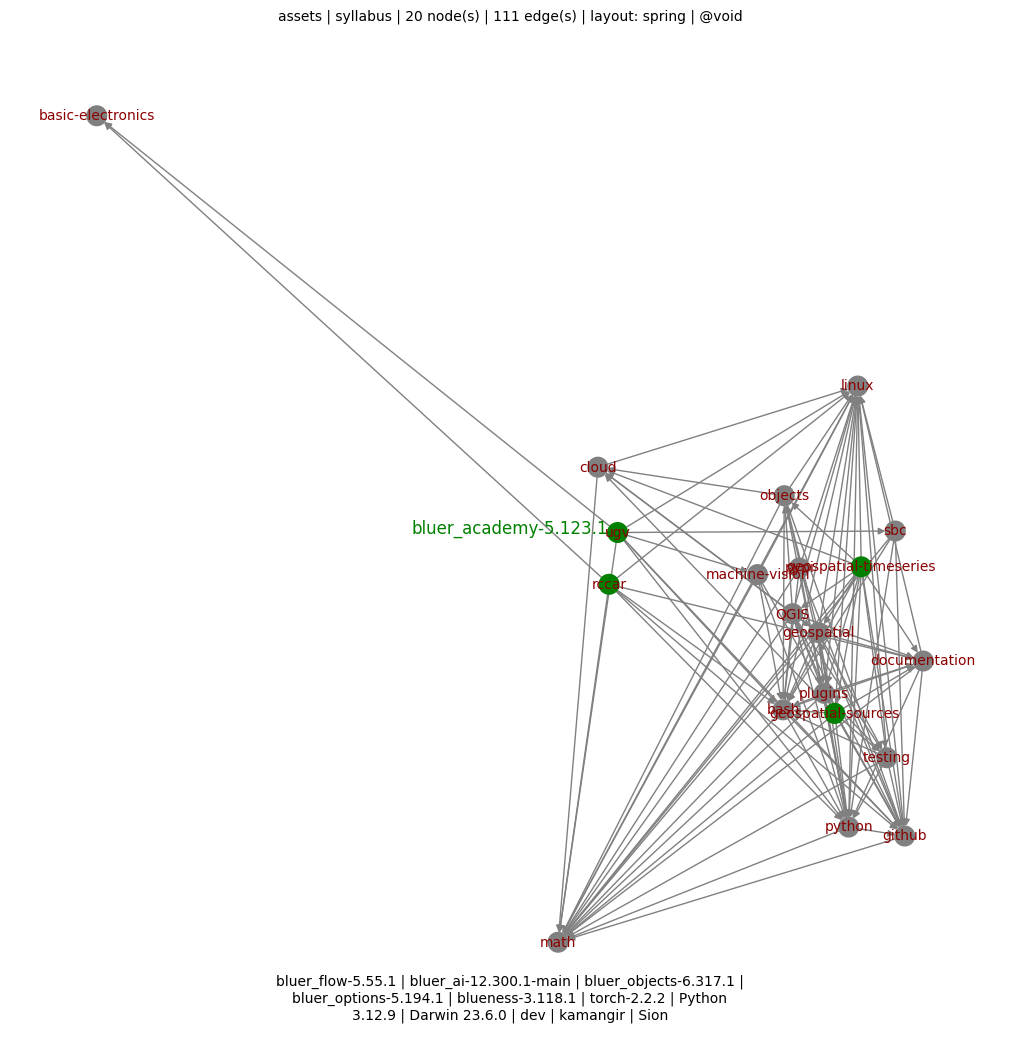 assets | syllabus | 20 node(s) | 111 edge(s) | layout: spring | @void
basic-electronics
linux
cloud
objects
bluer_academy-5.123.1
ugv
sbc
geospatial-timeseries
machine-vision
rccar
QGIS
geospatial
documentation
plugins
bash
geospatial-sources
testing
python
github
math
bluer_flow-5.55.1 | bluer_ai-12.300.1-main | bluer_objects-6.317.1 |
bluer_options-5.194.1 | blueness-3.118.1 | torch-2.2.2 | Python
3.12.9 | Darwin 23.6.0 | dev | kamangir | Sion